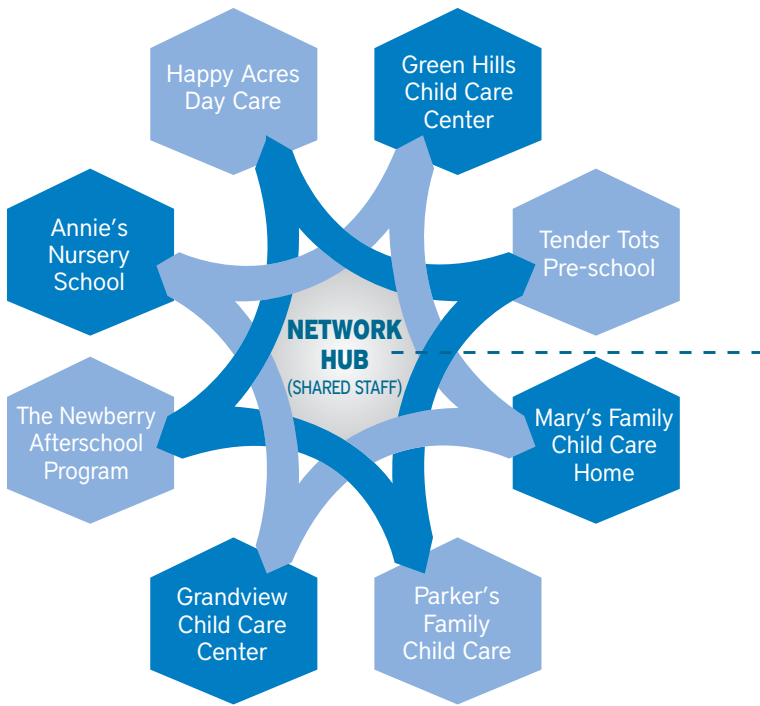 Happy Acres
Day Care
Green Hills
Child Care
Center
Annie's
Nursery
School
Tender Tots
Pre-school
NETWORK
HUB
(SHARED STAFF)
The Newberry
Afterschool
Program
Mary's Family
Child Care
Home
Grandview
Child Care
Center
Parker's
Family
Child Care